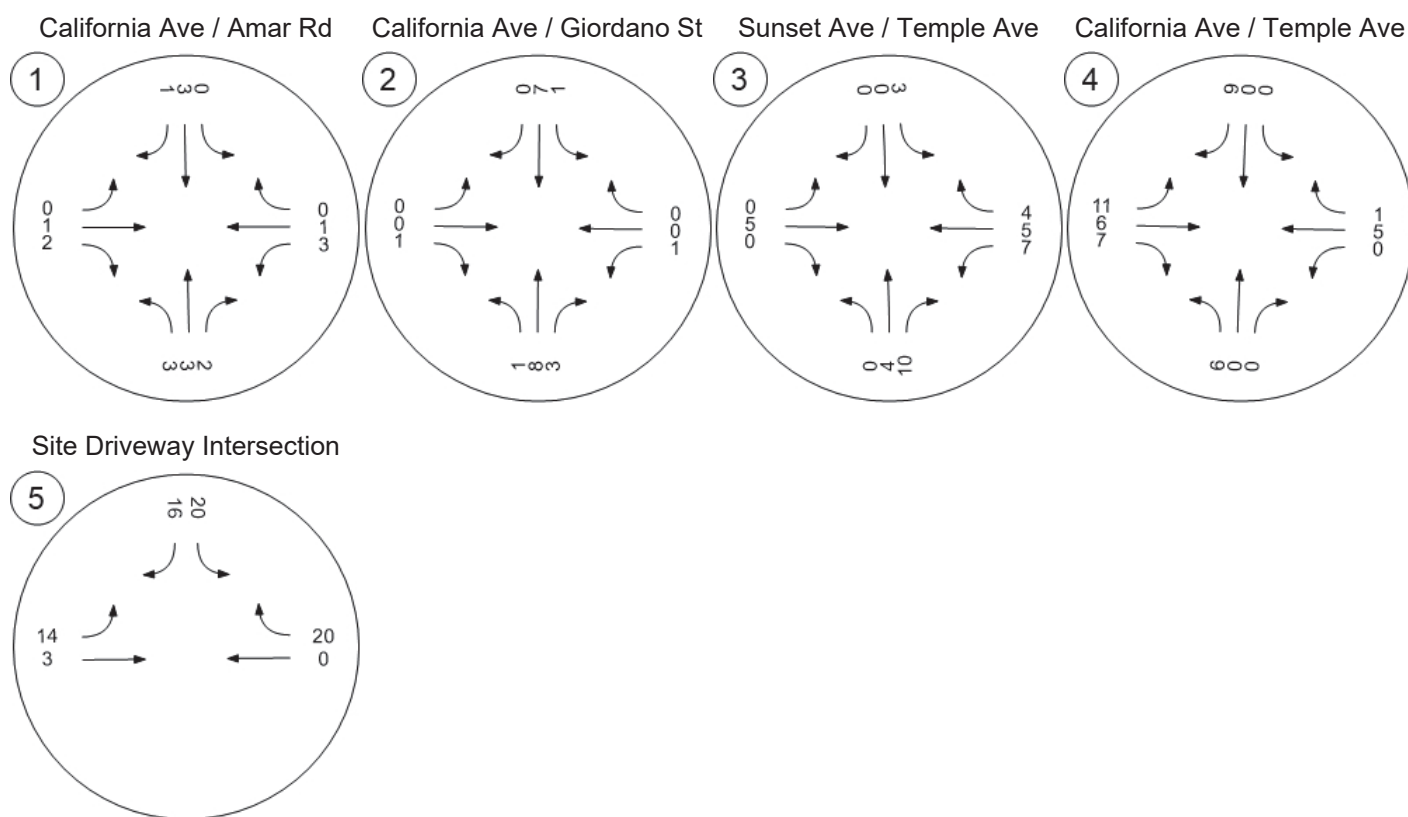 California Ave / Amar Rd
California Ave / Giordano St
Sunset Ave / Temple Ave
California Ave / Temple Ave
1
1 3 0
0
1
2
0
1
3
3 3 2
2
0 7 1
0
0
1
0
0
1
1 8 3
3
0 0 3
0
5
0
4
5
7
0 4 10
4
9 0 0
11
6
7
1
5
0
6 0 0
Site Driveway Intersection
5
16 20
14
3
20
0